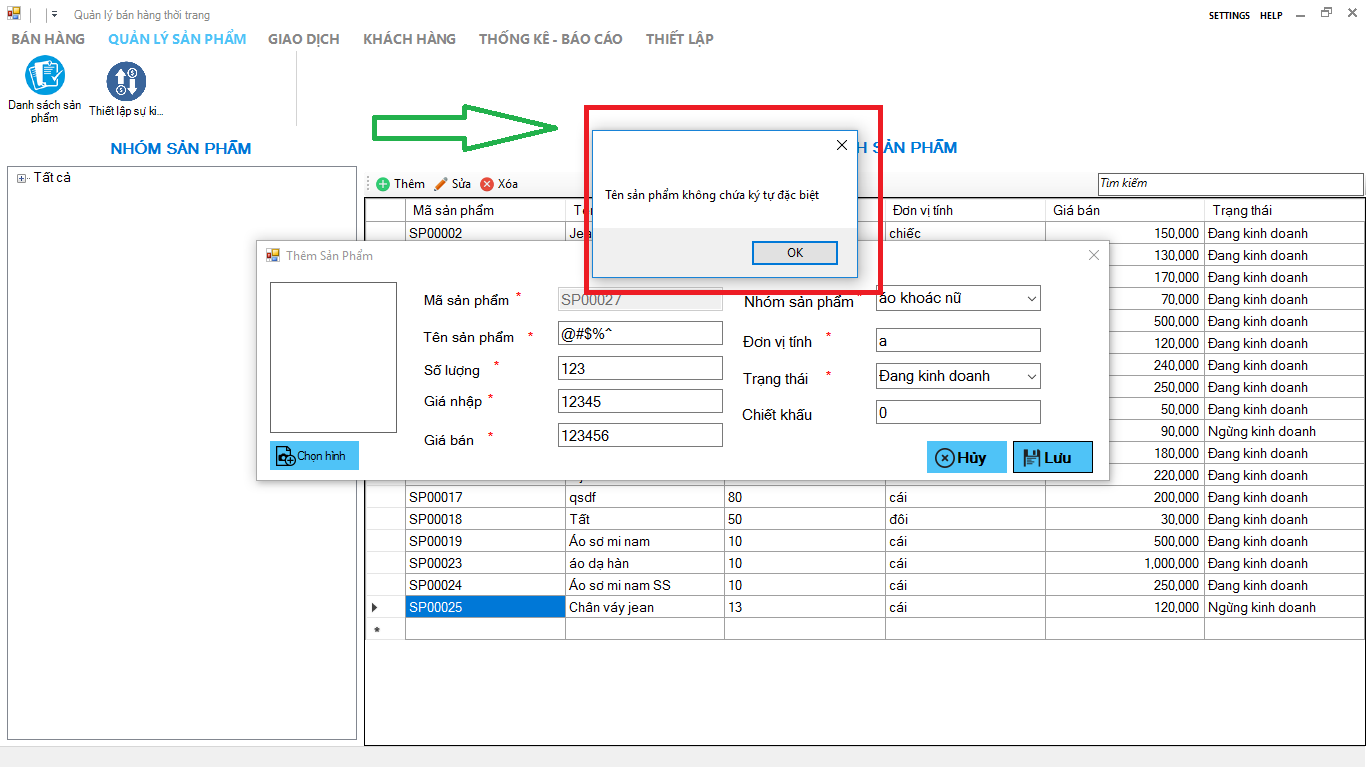 Quản lý bán hàng thời trang
SETTINGS HELP
BÁN HÀNG QUẢN LÝ SẢN PHẨM GIAO DỊCH KHÁCH HÀNG THỐNG KÊ - BÁO CÁO THIẾT LẬP
Danh sách sản phẩm
Thiết lập sự ki...
NHÓM SẢN PHẨM
H SẢN PHẨM
Tất cả
Thêm Sửa Xóa
Tìm kiếm
Tên sản phẩm không chứa ký tự đặc biệt
OK
Mã sản phẩm Đơn vị tính Giá bán Trạng thái
SP00002 chiếc 150,000 Đang kinh doanh
130,000 Đang kinh doanh
170,000 Đang kinh doanh
70,000 Đang kinh doanh
500,000 Đang kinh doanh
120,000 Đang kinh doanh
240,000 Đang kinh doanh
250,000 Đang kinh doanh
50,000 Đang kinh doanh
90,000 Ngừng kinh doanh
180,000 Đang kinh doanh
220,000 Đang kinh doanh
Thêm Sản Phẩm
Mã sản phẩm * SP00027
Tên sản phẩm * @#$%^
Số lượng * 123
Giá nhập * 12345
Giá bán * 123456
Nhóm sản phẩm áo khoác nữ
Đơn vị tính * a
Trạng thái * Đang kinh doanh
Chiết khấu 0
Chọn hình
Hủy Lưu
SP00017 qsdf 80 cái 200,000 Đang kinh doanh
SP00018 Tất 50 đôi 30,000 Đang kinh doanh
SP00019 Áo sơ mi nam 10 cái 500,000 Đang kinh doanh
SP00023 áo dạ hàn 10 cái 1,000,000 Đang kinh doanh
SP00024 Áo sơ mi nam SS 10 cái 250,000 Đang kinh doanh
SP00025 Chân váy jean 13 cái 120,000 Ngừng kinh doanh